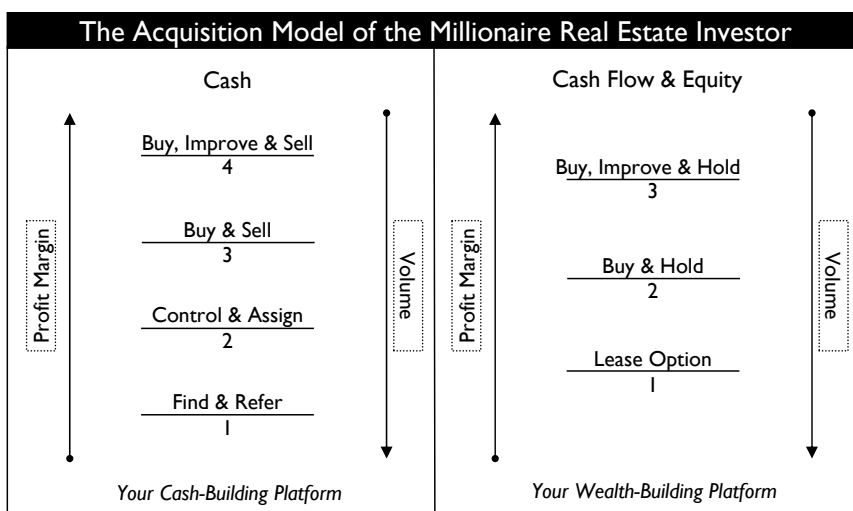 The Acquisition Model of the Millionaire Real Estate Investor
Cash
Buy, Improve & Sell
4
Buy & Sell
3
Control & Assign
2
Find & Refer
1
Profit Margin
Volume
Your Cash-Building Platform
Cash Flow & Equity
Buy, Improve & Hold
3
Buy & Hold
2
Lease Option
1
Profit Margin
Volume
Your Wealth-Building Platform